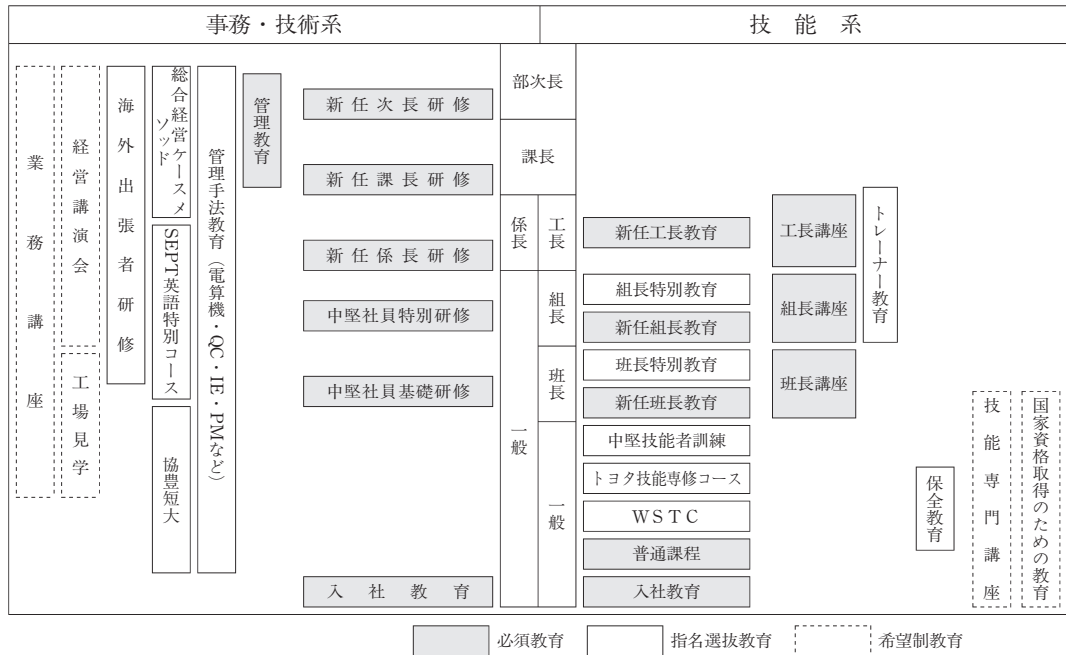 事務・技術系
技能系
業務講座
経営講演会
工場見学
海外出張者研修
総合経営ケースメ
ソッド
SEPT英語特別コース
協豊短大
管理手法教育（電算機・QC・IE・PMなど）
管理教育
新任次長研修
新任課長研修
新任係長研修
中堅社員特別研修
中堅社員基礎研修
入社教育
部次長
課長
係長
工長
組長
班長
一般
一般
新任工長教育
組長特別教育
新任組長教育
班長特別教育
新任班長教育
中堅技能者訓練
トヨタ技能専修コース
WSTC
普通課程
入社教育
工長講座
組長講座
班長講座
トレーナー教育
保全教育
技能専門講座
国家資格取得のための教育
必須教育
指名選抜教育
希望制教育